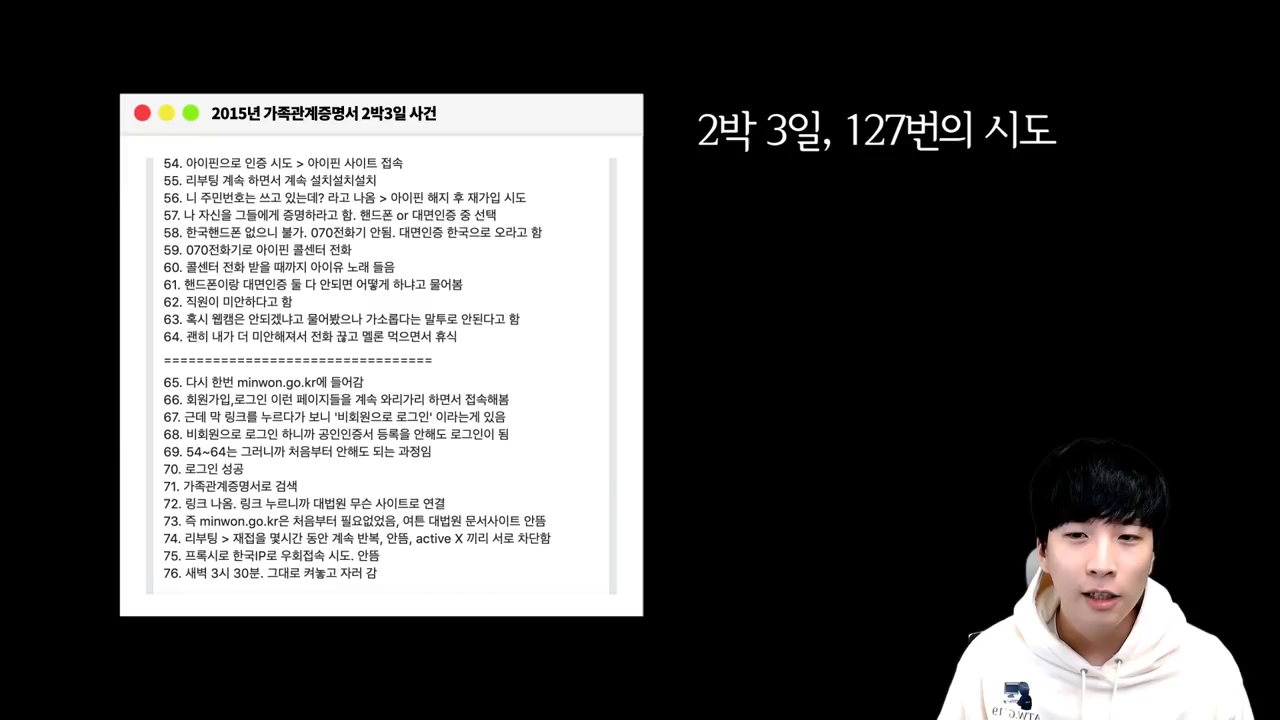 2015년 가족관계증명서 2박3일 사건
2박 3일, 127번의 시도
54. 아이핀으로 인증 시도 > 아이핀 사이트 접속
55. 리부팅 계속 하면서 계속 설치설치설치
56. 니 주민번호는 쓰고 있는데? 라고 나옴 > 아이핀 해지 후 재가입 시도
57. 나 자신을 그들에게 증명하라고 함. 핸드폰 or 대면인증 중 선택
58. 한국핸드폰 없으니 불가. 070전화기 안됨. 대면인증 한국으로 오라고 함
59. 070전화기로 아이핀 콜센터 전화
60. 콜센터 전화 받을 때까지 아이유 노래 들음
61. 핸드폰이랑 대면인증 둘 다 안되면 어떻게 하냐고 물어봄
62. 직원이 미안하다고 함
63. 혹시 웹캠은 안되겠냐고 물어봤으나 가소롭다는 말투로 안된다고 함
64. 괜히 내가 더 미안해져서 전화 끊고 멜론 먹으면서 휴식
=================================
65. 다시 한번 minwon.go.kr에 들어감
66. 회원가입,로그인 이런 페이지들을 계속 와리가리 하면서 접속해봄
67. 근데 막 링크를 누르다가 보니 '비회원으로 로그인' 이라는게 있음
68. 비회원으로 로그인 하니까 공인인증서 등록을 안해도 로그인이 됨
69. 54~64는 그러니까 처음부터 안해도 되는 과정임
70. 로그인 성공
71. 가족관계증명서로 검색
72. 링크 나옴. 링크 누르니까 대법원 무슨 사이트로 연결
73. 즉 minwon.go.kr은 처음부터 필요없었음, 여튼 대법원 문서사이트 안뜸
74. 리부팅 > 재접을 몇시간 동안 계속 반복, 안뜸, active X 끼리 서로 차단함
75. 프록시로 한국IP로 우회접속 시도. 안뜸
76. 새벽 3시 30분. 그대로 켜놓고 자러 감